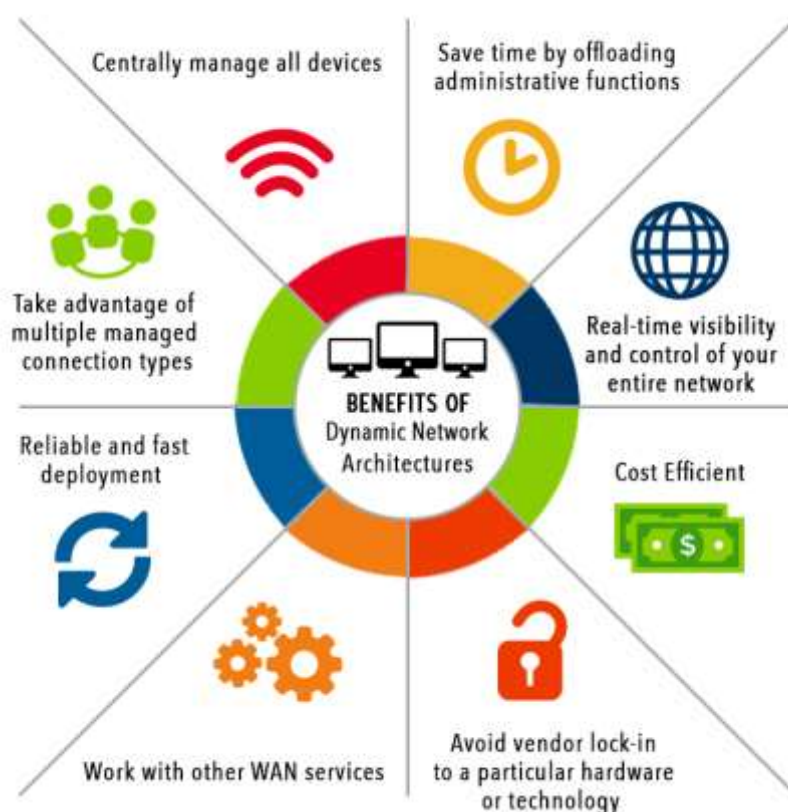 Centrally manage all devices
Save time by offloading
administrative functions
Take advantage of
multiple managed
connection types
Real-time visibility
and control of your
entire network
BENEFITS OF
Dynamic Network
Architectures
Reliable and fast
deployment
Cost Efficient
$
Work with other WAN services
Avoid vendor lock-in
to a particular hardware
or technology